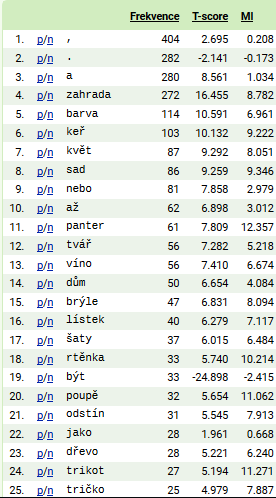 Frekvence T-score MI
1. p/n , 404 2.695 0.208
2. p/n . 282 -2.141 -0.173
3. p/n a 280 8.561 1.034
4. p/n zahrada 272 16.455 8.782
5. p/n barva 114 10.591 6.961
6. p/n keř 103 10.132 9.222
7. p/n květ 87 9.292 8.051
8. p/n sad 86 9.259 9.346
9. p/n nebo 81 7.858 2.979
10. p/n až 62 6.898 3.012
11. p/n panter 61 7.809 12.357
12. p/n tvář 56 7.282 5.218
13. p/n víno 56 7.410 6.674
14. p/n dům 50 6.654 4.084
15. p/n brýle 47 6.831 8.094
16. p/n lístek 40 6.279 7.117
17. p/n šaty 37 6.015 6.484
18. p/n rtěnka 33 5.740 10.214
19. p/n být 33 -24.898 -2.415
20. p/n poupě 32 5.654 11.062
21. p/n odstín 31 5.545 7.913
22. p/n jako 28 1.961 0.668
23. p/n dřevo 28 5.221 6.240
24. p/n trikot 27 5.194 11.271
25. p/n tričko 25 4.979 7.887